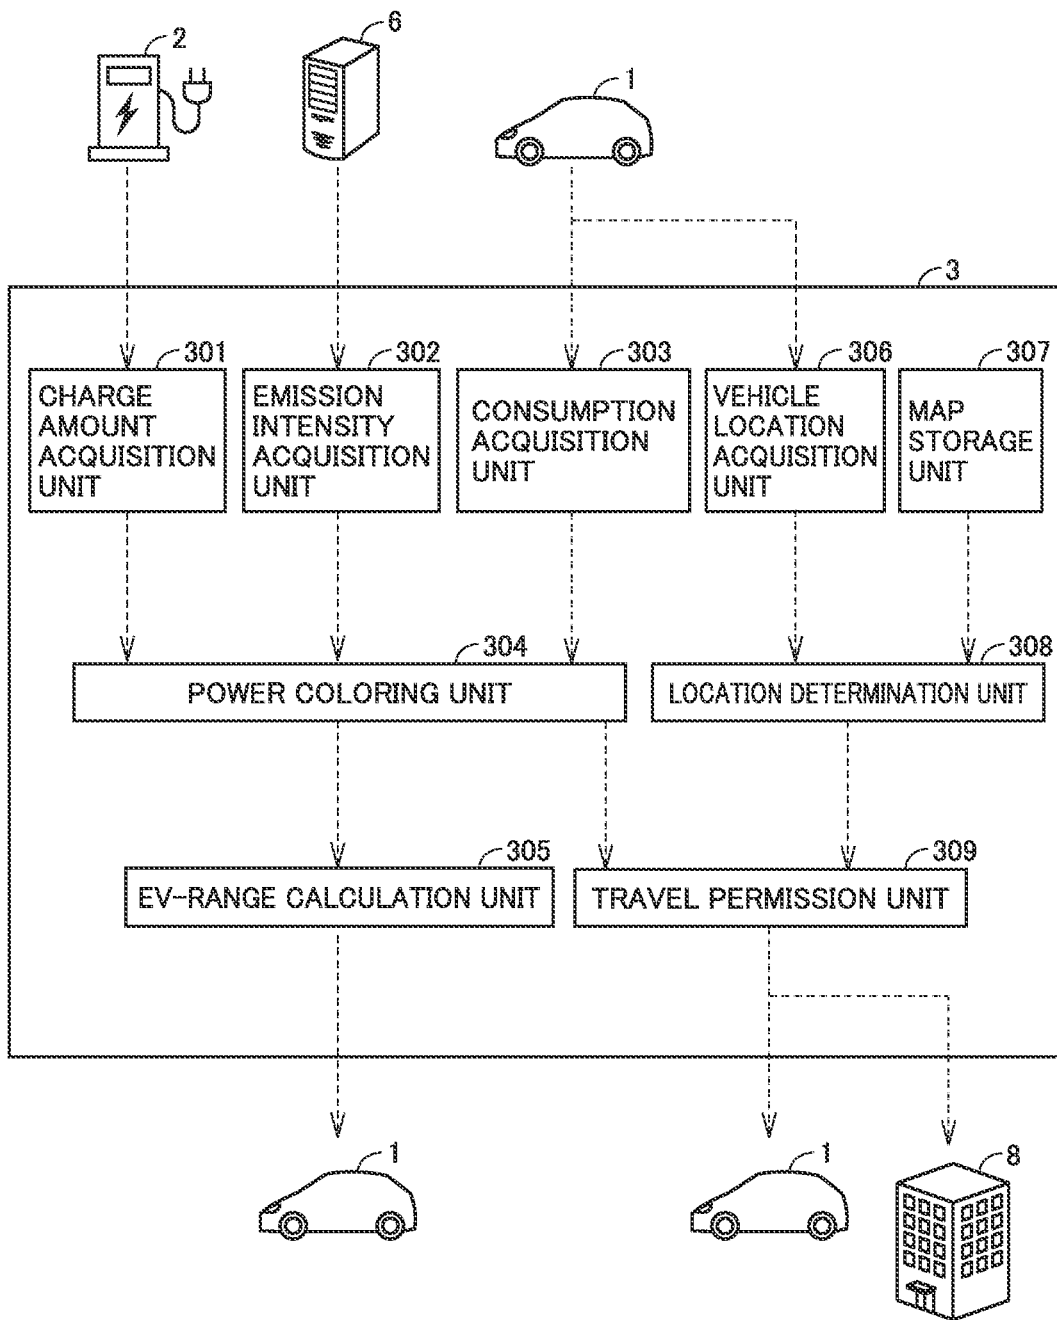 2
6
1
3
301
302
303
306
307
CHARGE
AMOUNT
ACQUISITION
UNIT
EMISSION
INTENSITY
ACQUISITION
UNIT
CONSUMPTION
ACQUISITION
UNIT
VEHICLE
LOCATION
ACQUISITION
UNIT
MAP
STORAGE
UNIT
304
308
POWER COLORING UNIT
LOCATION DETERMINATION UNIT
305
309
EV-RANGE CALCULATION UNIT
TRAVEL PERMISSION UNIT
1
1
8